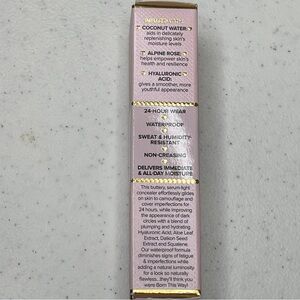 INFUSED WITH:
COCONUT WATER:
aids in delicately
replenishing skin's
moisture levels
ALPINE ROSE:
helps empower skin's
health and resilience
HYALURONIC
ACID:
gives a smoother, more
youthful appearance
24-HOUR WEAR
WATERPROOF
SWEAT & HUMIDITY
RESISTANT
NON-CREASING
DELIVERS IMMEDIATE
& ALL-DAY MOISTURE
This buttery, serum-light
concealer effortlessly glides
on skin to camouflage and
cover imperfections for
24 hours, while improving
the appearance of dark
circles with a blend of
plumping and hydrating
Hyaluronic Acid, Aloe Leaf
Extract, Daikon Seed
Extract and Squalene.
Our waterproof formula
diminishes signs of fatigue
& imperfections while
adding a natural luminosity
for a look so naturally
flawless, they'll think you
were Born This Way!